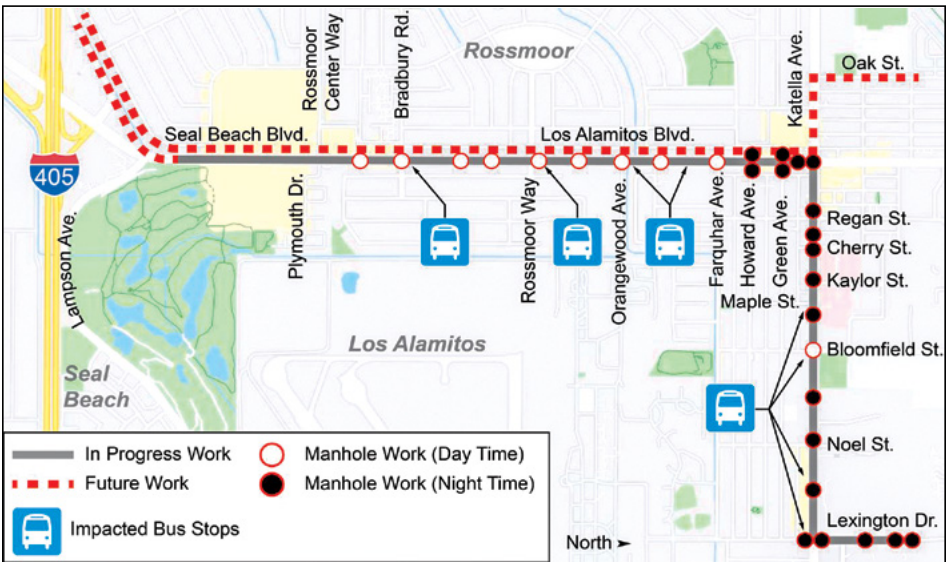 Rossmoor
Center Way
Bradbury Rd.
Rossmoor
Katella Ave.
Oak St.
Seal Beach Blvd.
Los Alamitos Blvd.
405
Lampson Ave.
Plymouth Dr.
Rossmoor Way
Orangewood Ave.
Farquhar Ave.
Howard Ave.
Green Ave.
Regan St.
Cherry St.
Kaylor St.
Maple St.
Bloomfield St.
Los Alamitos
Seal
Beach
Noel St.
Lexington Dr.
In Progress Work
Manhole Work (Day Time)
Future Work
Manhole Work (Night Time)
Impacted Bus Stops
North